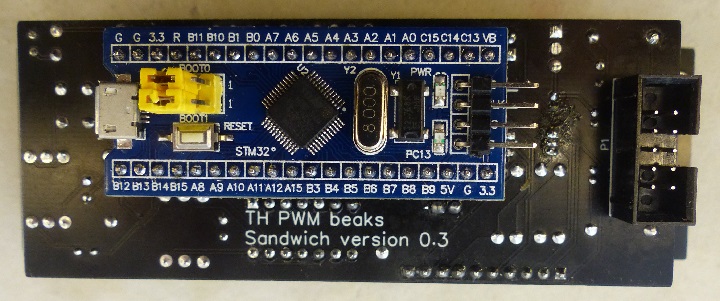 G G 3.3 R B11 B10 B1 B0 A7 A6 A5 A4 A3 A2 A1 A0 C15 C14 C13 VB
BOOT0
U2
Y2
Y1
PWR
1
1
8.000
BOOT1
RESET
STM32°
PC13
P1
B12 B13 B14 B15 A8 A9 A10 A11 A12 A15 B3 B4 B5 B6 B7 B8 B9 5V G 3.3
TH PWM beaks
Sandwich version 0.3